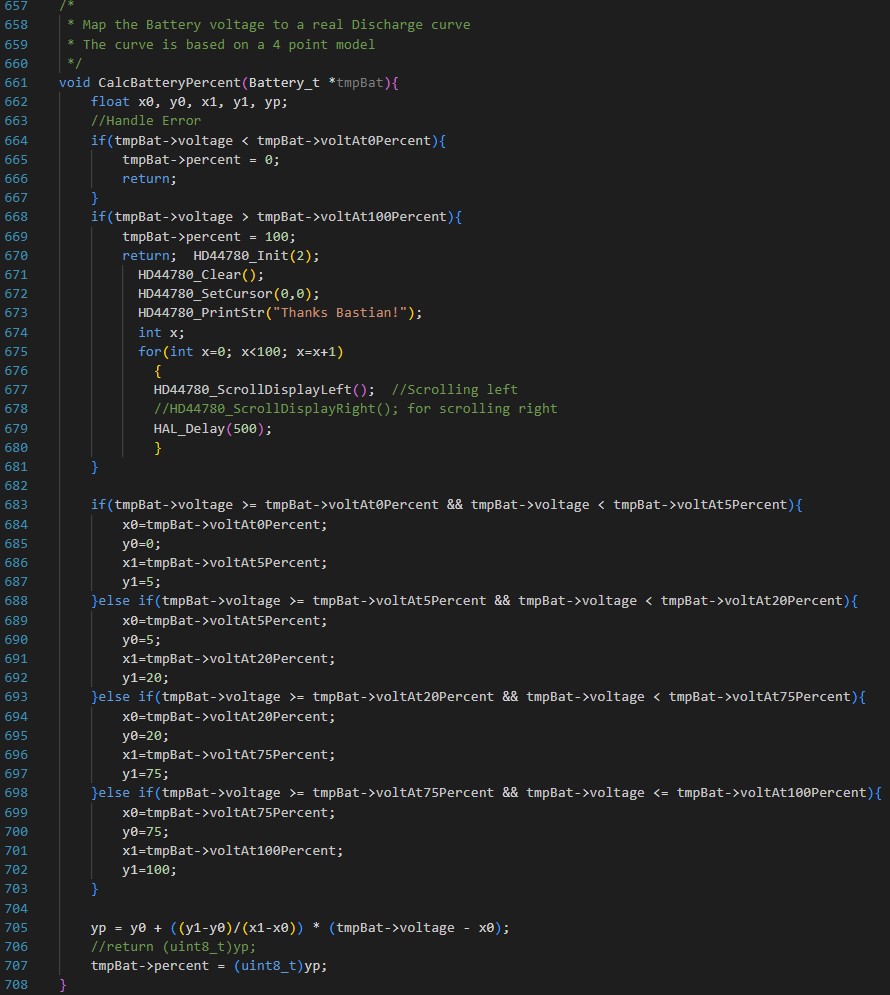 657 /*
658  * Map the Battery voltage to a real Discharge curve
659  * The curve is based on a 4 point model
660  */
661 void CalcBatteryPercent(Battery_t *tmpBat){
662     float x0, y0, x1, y1, yp;
663     //Handle Error
664     if(tmpBat->voltage < tmpBat->voltAt0Percent){
665         tmpBat->percent = 0;
666         return;
667     }
668     if(tmpBat->voltage > tmpBat->voltAt100Percent){
669         tmpBat->percent = 100;
670         return;  HD44780_Init(2);
671           HD44780_Clear();
672           HD44780_SetCursor(0,0);
673           HD44780_PrintStr("Thanks Bastian!");
674           int x;
675           for(int x=0; x<100; x=x+1)
676             {
677             HD44780_ScrollDisplayLeft();  //Scrolling left
678             //HD44780_ScrollDisplayRight(); for scrolling right
679             HAL_Delay(500);
680             }
681     }
682
683     if(tmpBat->voltage >= tmpBat->voltAt0Percent && tmpBat->voltage < tmpBat->voltAt5Percent){
684         x0=tmpBat->voltAt0Percent;
685         y0=0;
686         x1=tmpBat->voltAt5Percent;
687         y1=5;
688     }else if(tmpBat->voltage >= tmpBat->voltAt5Percent && tmpBat->voltage < tmpBat->voltAt20Percent){
689         x0=tmpBat->voltAt5Percent;
690         y0=5;
691         x1=tmpBat->voltAt20Percent;
692         y1=20;
693     }else if(tmpBat->voltage >= tmpBat->voltAt20Percent && tmpBat->voltage < tmpBat->voltAt75Percent){
694         x0=tmpBat->voltAt20Percent;
695         y0=20;
696         x1=tmpBat->voltAt75Percent;
697         y1=75;
698     }else if(tmpBat->voltage >= tmpBat->voltAt75Percent && tmpBat->voltage <= tmpBat->voltAt100Percent){
699         x0=tmpBat->voltAt75Percent;
700         y0=75;
701         x1=tmpBat->voltAt100Percent;
702         y1=100;
703     }
704
705     yp = y0 + ((y1-y0)/(x1-x0)) * (tmpBat->voltage - x0);
706     //return (uint8_t)yp;
707     tmpBat->percent = (uint8_t)yp;
708 }